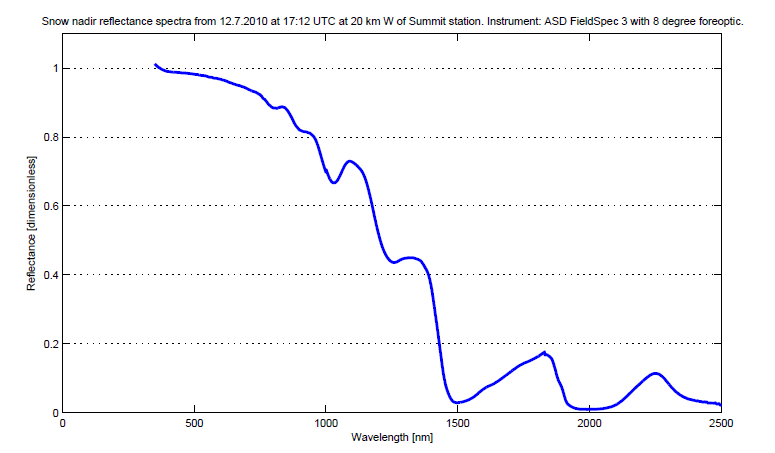 Snow nadir reflectance spectra from 12.7.2010 at 17:12 UTC at 20 km W of Summit station. Instrument: ASD FieldSpec 3 with 8 degree foreoptic.
Reflectance [dimensionless]
1
0.8
0.6
0.4
0.2
0
0 500 1000 1500 2000 2500
Wavelength [nm]